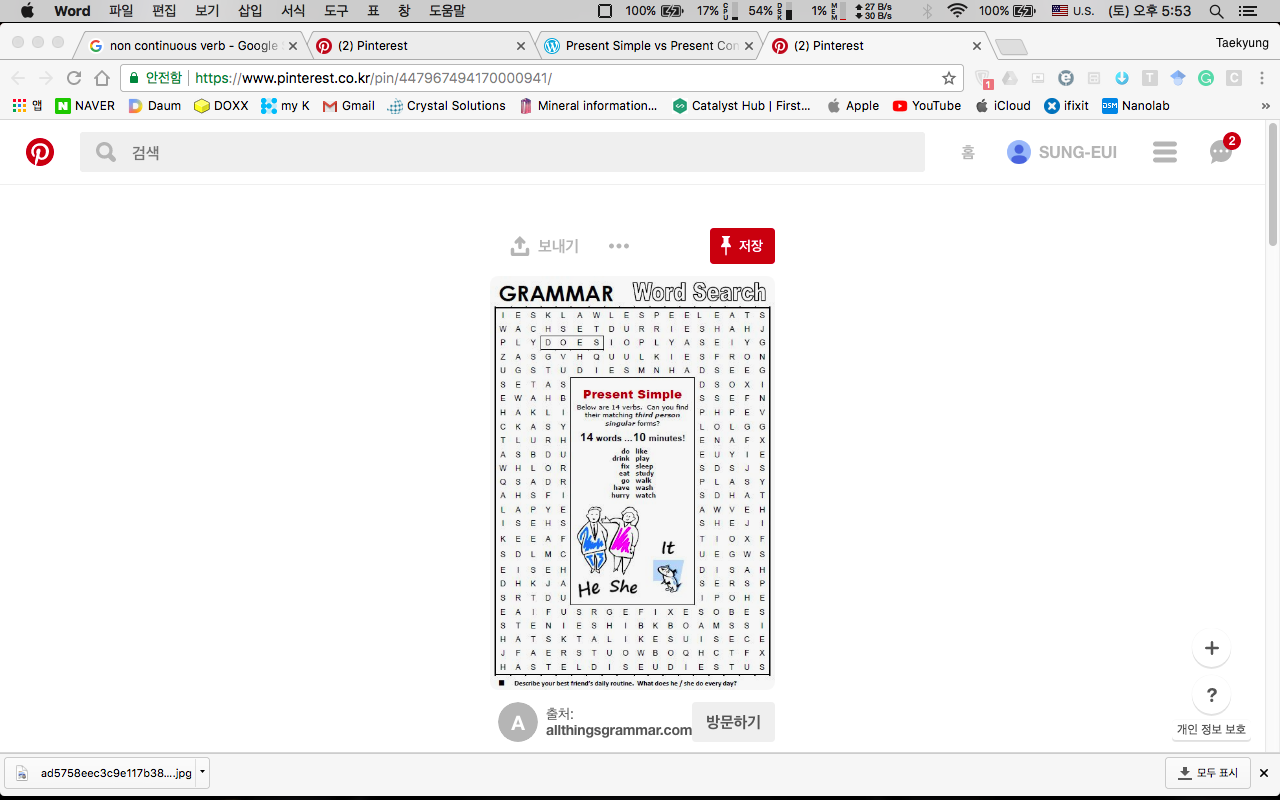 Word 파일 편집 보기 삽입 서식 도구 표 창 도움말 100% 17% 54% 1% 27 B/s 30 B/s 100% U.S. (토) 오후 5:53
non continuous verb - Google
(2) Pinterest
Present Simple vs Present Con
(2) Pinterest
Taekyung
안전함 https://www.pinterest.co.kr/pin/447967494170000941/
앱 NAVER Daum DOXX my K Gmail Crystal Solutions Mineral information... Catalyst Hub | First... Apple YouTube iCloud ifixit Nanolab »
검색
홈
SUNG-EUI
2
보내기
저장
GRAMMAR Word Search
I E S K L A W L E S P E E L E A T S
W A C H S E T D U R R I E S H A H J
P L Y D O E S I O P L Y A S E I Y G
Z A S G V H Q U U L K I E S F R O N
U G S T U D I E S M N H A D S E E G
S E T A S D S O X I
E W A H B S S E F N
H A K L I P H P E V
C K A S Y L O L G G
T L U R H E N A F X
A S B D U E U Y I E
W H L O R S D S J S
Q S A D R P L A S Y
A H S F I S D H A T
L A P Y E A W V E H
I S E H S S H E J I
K E E A F T I O X F
S D L M C U E G W S
E I S E H D I S A H
D H K J A S E R S P
S R T D U I P O H E
E A I F U S R G E F I X E S O B E S
S T E N I E S H I B K B O A M S S I
H A T S K T A L I K E S U I S E C E
J F A E R S T U O W B O Q H C T F X
H A S T E L D I S E U D I E S T U S
Present Simple
Below are 14 verbs. Can you find
their matching third person
singular forms?
14 words ...10 minutes!
do like
drink play
fix sleep
eat study
go walk
have wash
hurry watch
It
He She
Describe your best friend's daily routine. What does he / she do every day?
A
출처:
allthingsgrammar.com
방문하기
+
?
개인 정보 보호
ad5758eec3c9e117b38....jpg
모두 표시